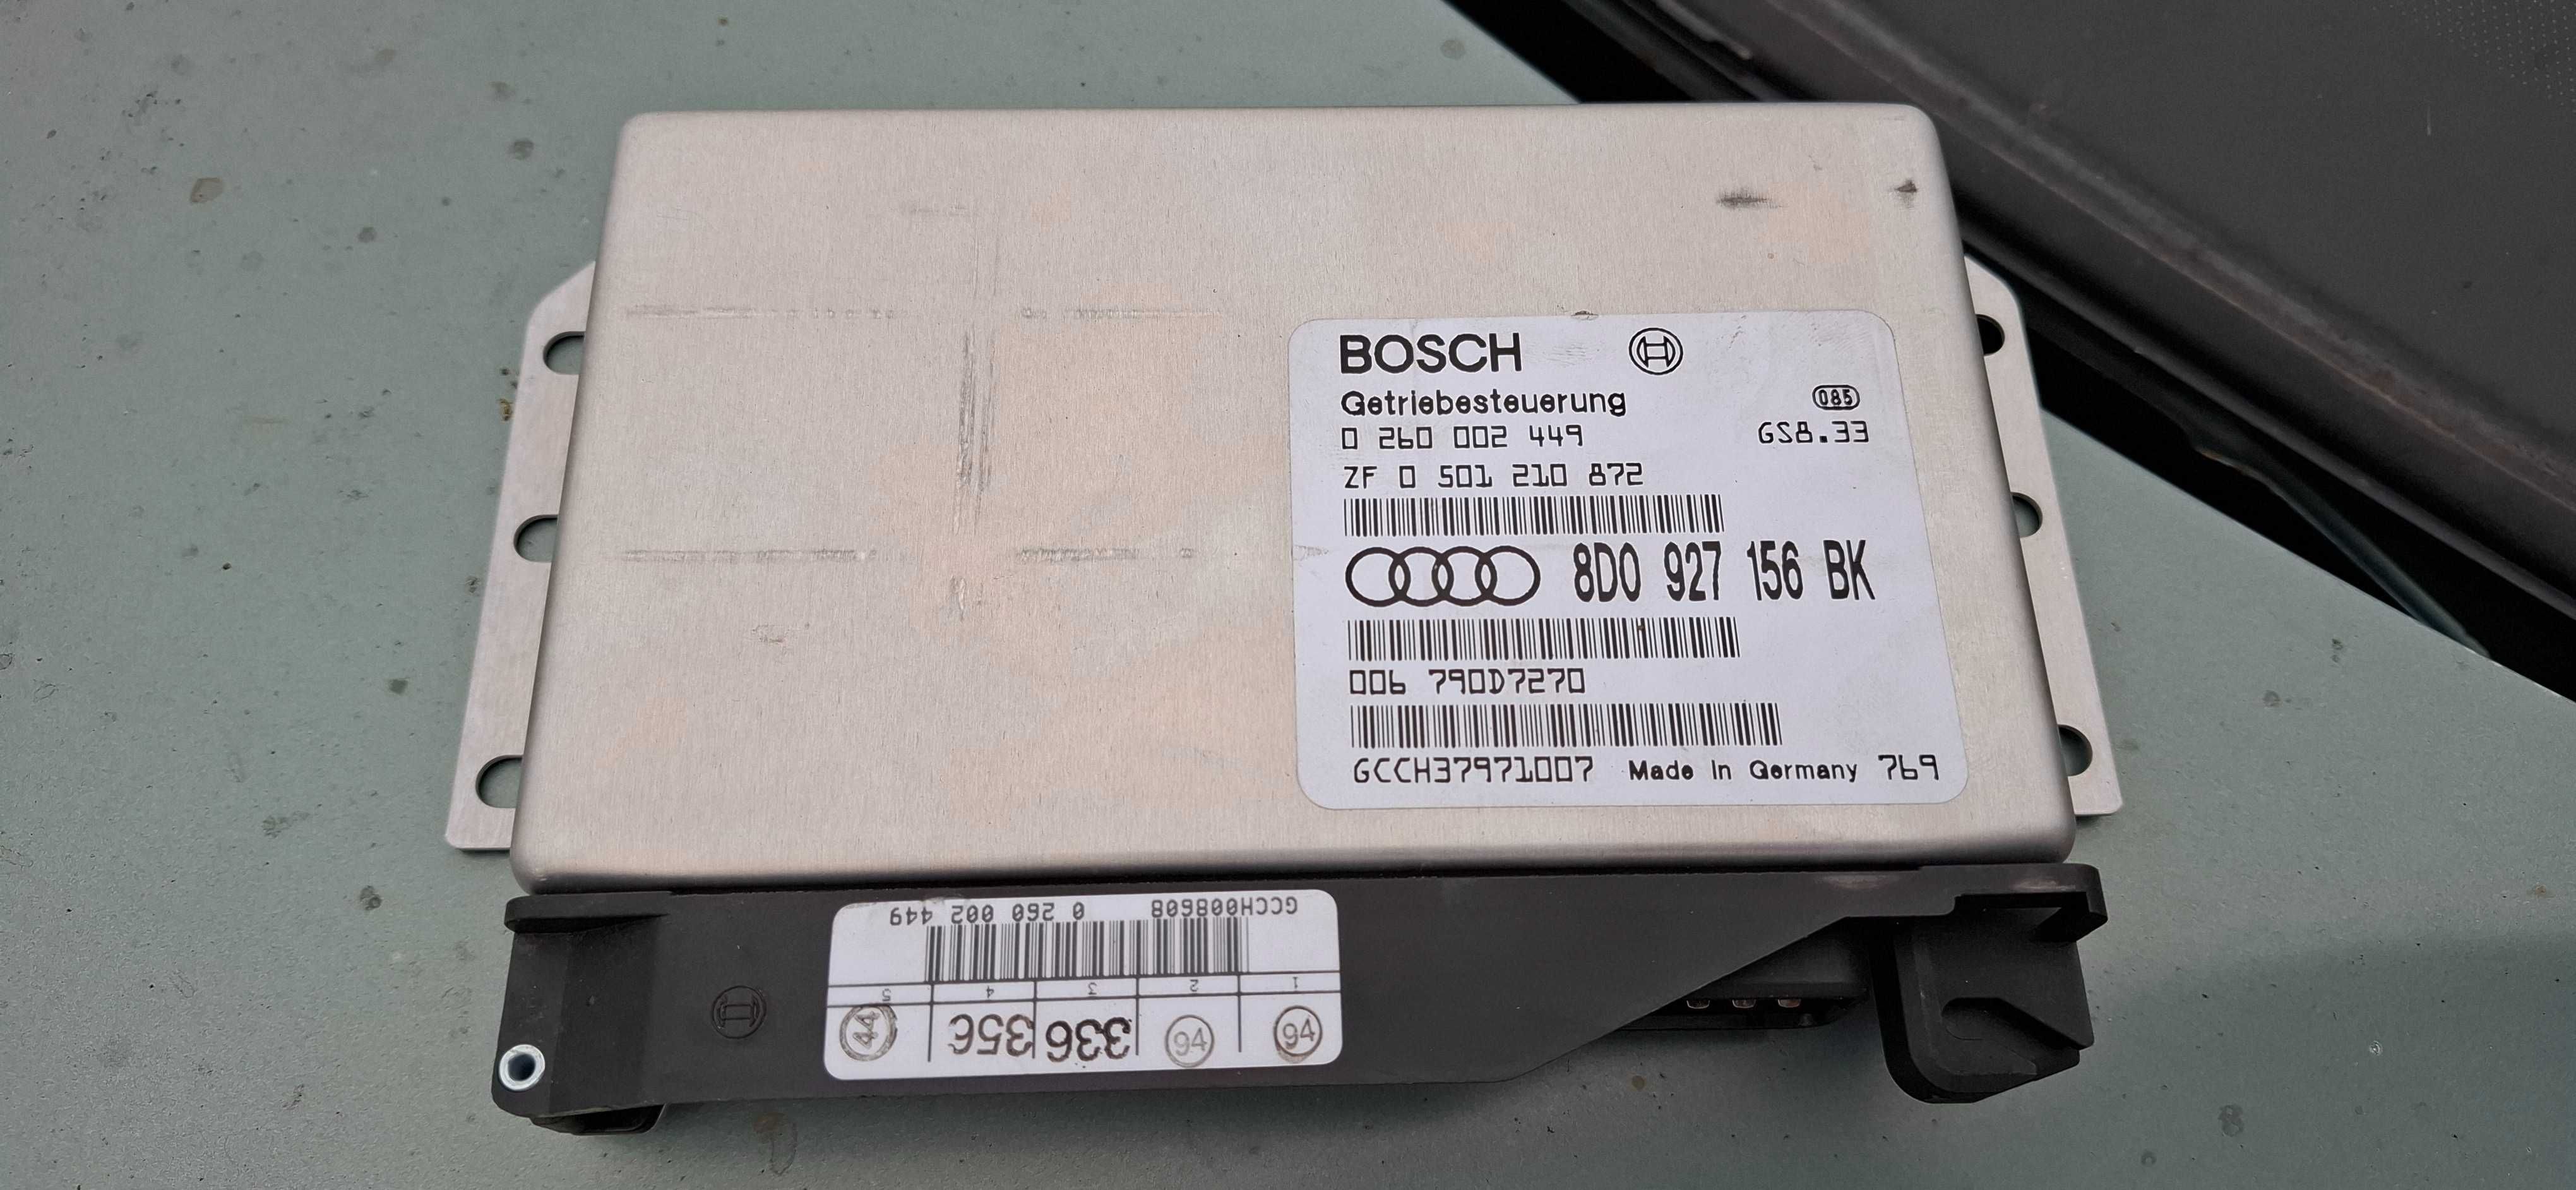 BOSCH
Getriebesteuerung
085
0 260 002 449
GS8.33
ZF 0 501 210 872
8D0 927 156 BK
006 790D7270
GCCH37971007 Made in Germany 769
GCCH008608 0 260 002 449
1 2 3 4 5
94 94 336 356 44